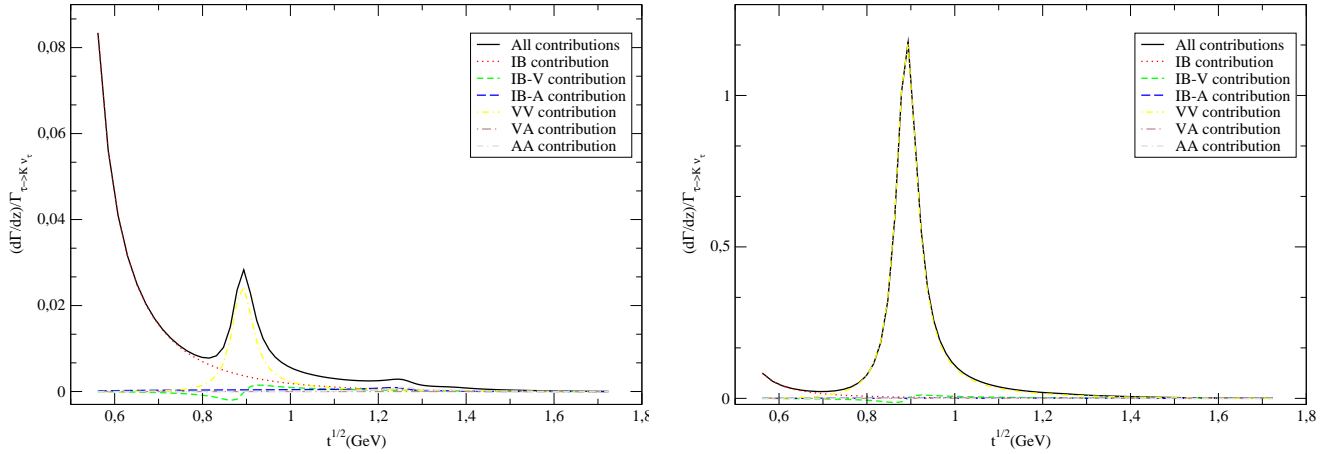 (dΓ/dz)/Γτ−>K ντ
0,08
0,06
0,04
0,02
0
0,6
0,8
1
1,2
1,4
1,6
1,8
t1/2(GeV)
All contributions
IB contribution
IB-V contribution
IB-A contribution
VV contribution
VA contribution
AA contribution
(dΓ/dz)/Γτ−>K ντ
1
0,5
0
0,6
0,8
1
1,2
1,4
1,6
1,8
t1/2(GeV)
All contributions
IB contribution
IB-V contribution
IB-A contribution
VV contribution
VA contribution
AA contribution